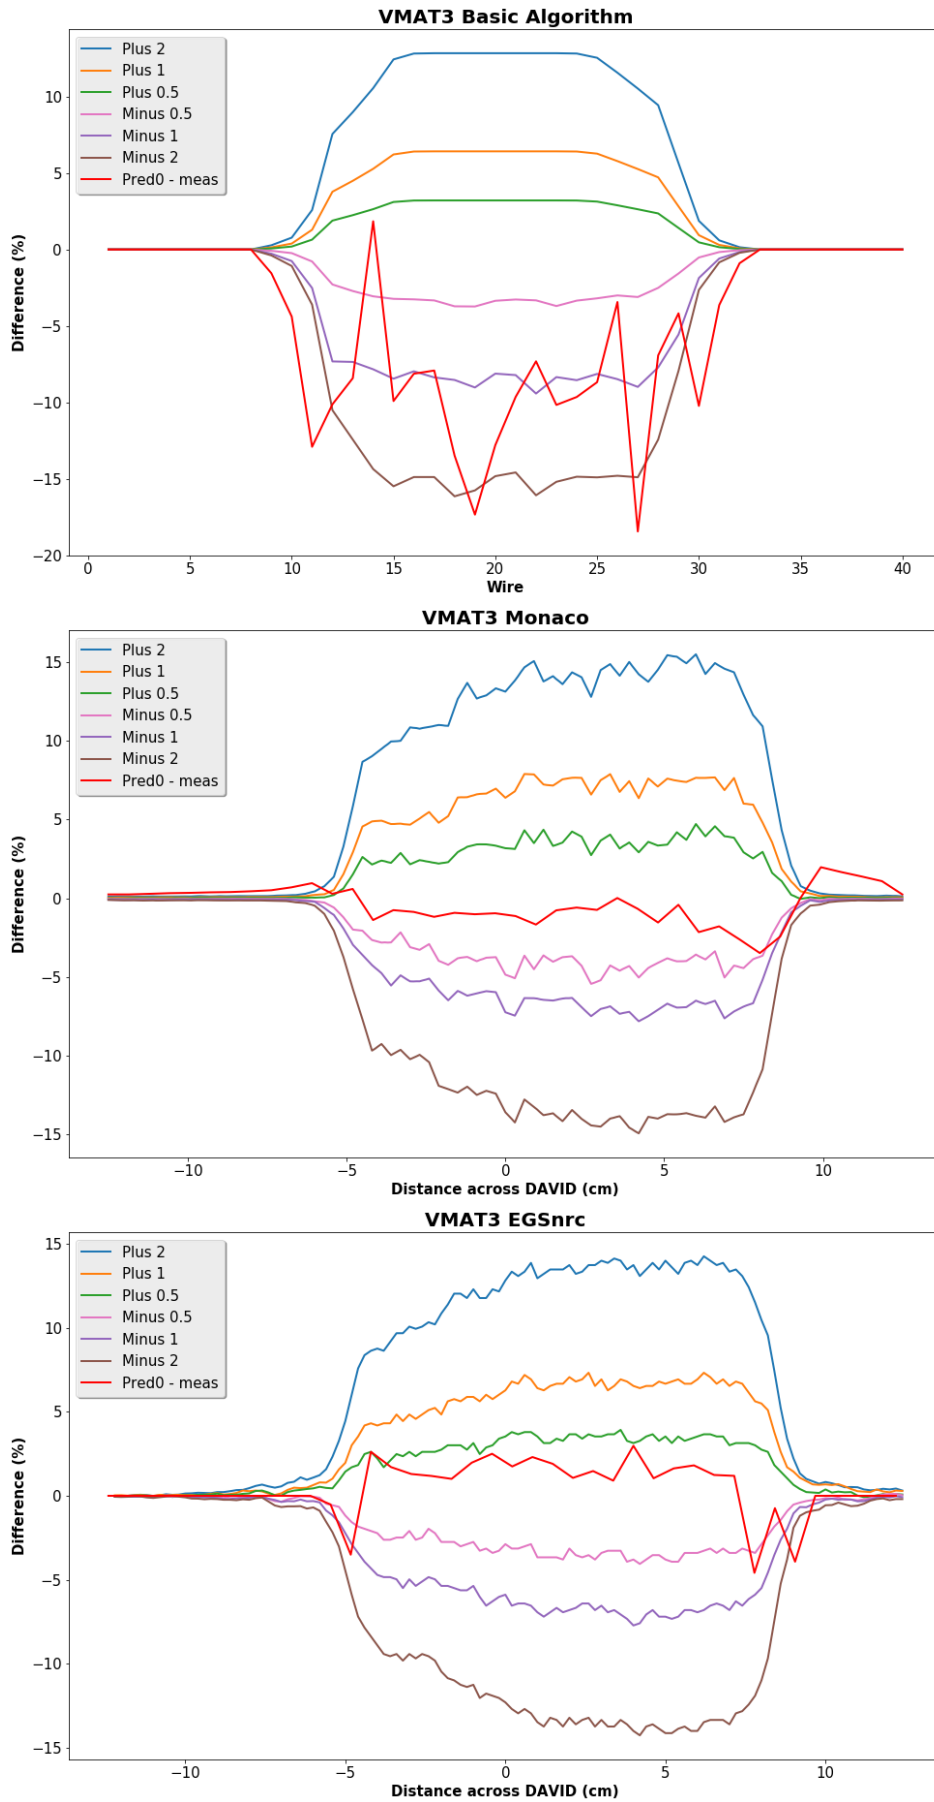 VMAT3 Basic Algorithm
Plus 2
Plus 1
Plus 0.5
Minus 0.5
Minus 1
Minus 2
Pred0 - meas
Difference (%)
10
5
0
−5
−10
−15
−20
0 5 10 15 20 25 30 35 40
Wire
VMAT3 Monaco
Plus 2
Plus 1
Plus 0.5
Minus 0.5
Minus 1
Minus 2
Pred0 - meas
Difference (%)
15
10
5
0
−5
−10
−15
−10 −5 0 5 10
Distance across DAVID (cm)
VMAT3 EGSnrc
Plus 2
Plus 1
Plus 0.5
Minus 0.5
Minus 1
Minus 2
Pred0 - meas
Difference (%)
15
10
5
0
−5
−10
−15
−10 −5 0 5 10
Distance across DAVID (cm)